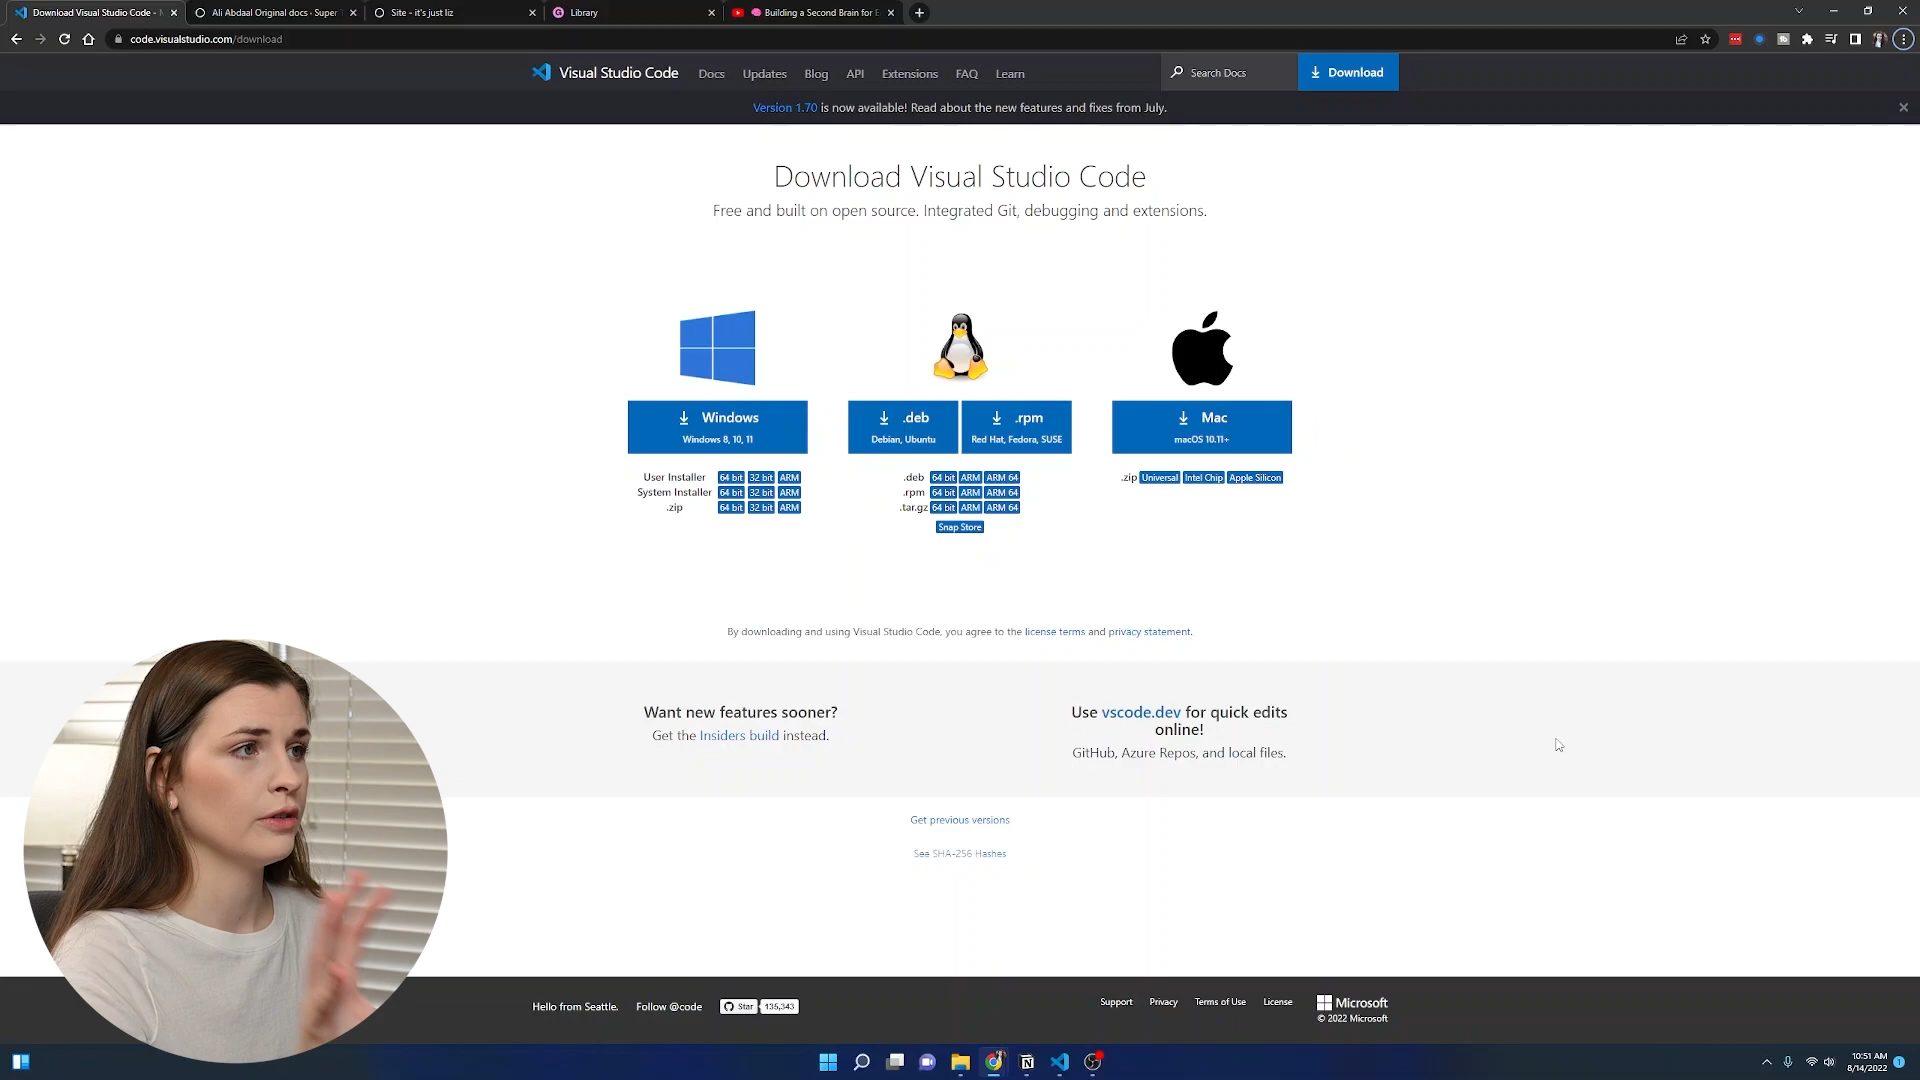 Download Visual Studio Code -
Ali Abdaal Original docs · Super
Site - it's just liz
Library
Building a Second Brain for
code.visualstudio.com/download
Visual Studio Code
Docs
Updates
Blog
API
Extensions
FAQ
Learn
Search Docs
Download
Version 1.70 is now available! Read about the new features and fixes from July.
Download Visual Studio Code
Free and built on open source. Integrated Git, debugging and extensions.
Windows
Windows 8, 10, 11
.deb
Debian, Ubuntu
.rpm
Red Hat, Fedora, SUSE
Mac
macOS 10.11+
User Installer 64 bit 32 bit ARM
System Installer 64 bit 32 bit ARM
.zip 64 bit 32 bit ARM
.deb 64 bit ARM ARM 64
.rpm 64 bit ARM ARM 64
.tar.gz 64 bit ARM ARM 64
Snap Store
.zip Universal Intel Chip Apple Silicon
By downloading and using Visual Studio Code, you agree to the license terms and privacy statement.
Want new features sooner?
Get the Insiders build instead.
Use vscode.dev for quick edits
online!
GitHub, Azure Repos, and local files.
Get previous versions
See SHA-256 Hashes
Hello from Seattle.
Follow @code
Star
135,343
Support
Privacy
Terms of Use
License
Microsoft
© 2022 Microsoft
10:51 AM
8/14/2022
1